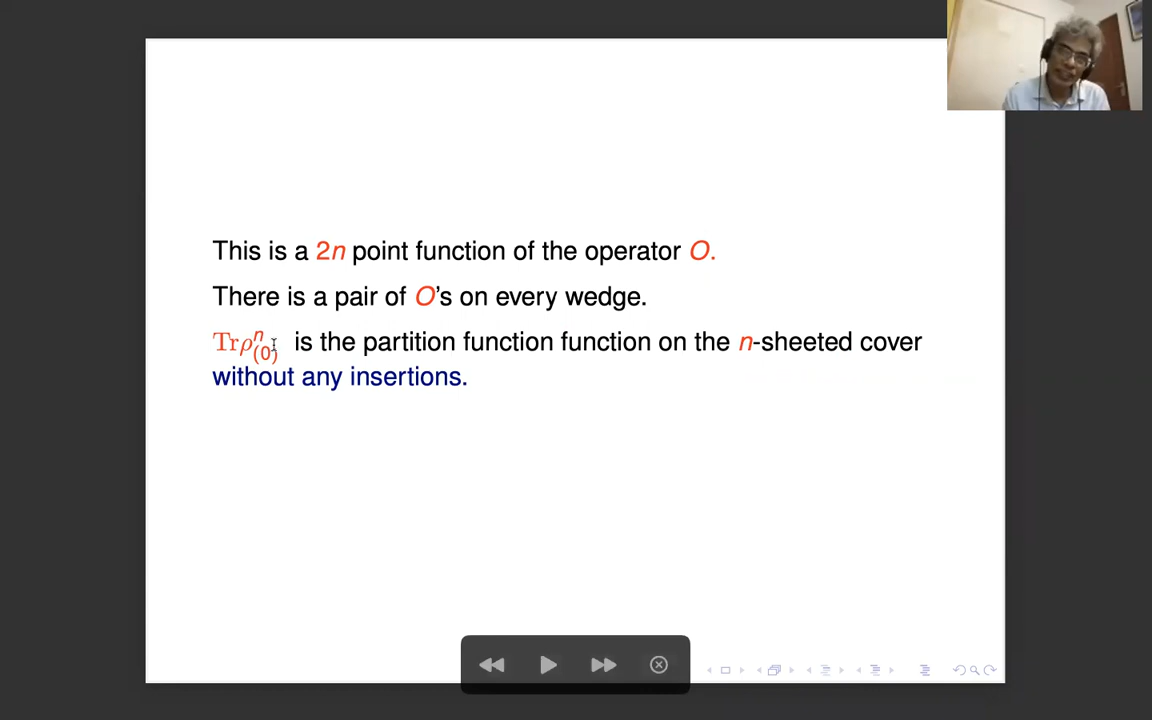 This is a 2n point function of the operator O.
There is a pair of O's on every wedge.
Trρ^n_(0) is the partition function function on the n-sheeted cover
without any insertions.